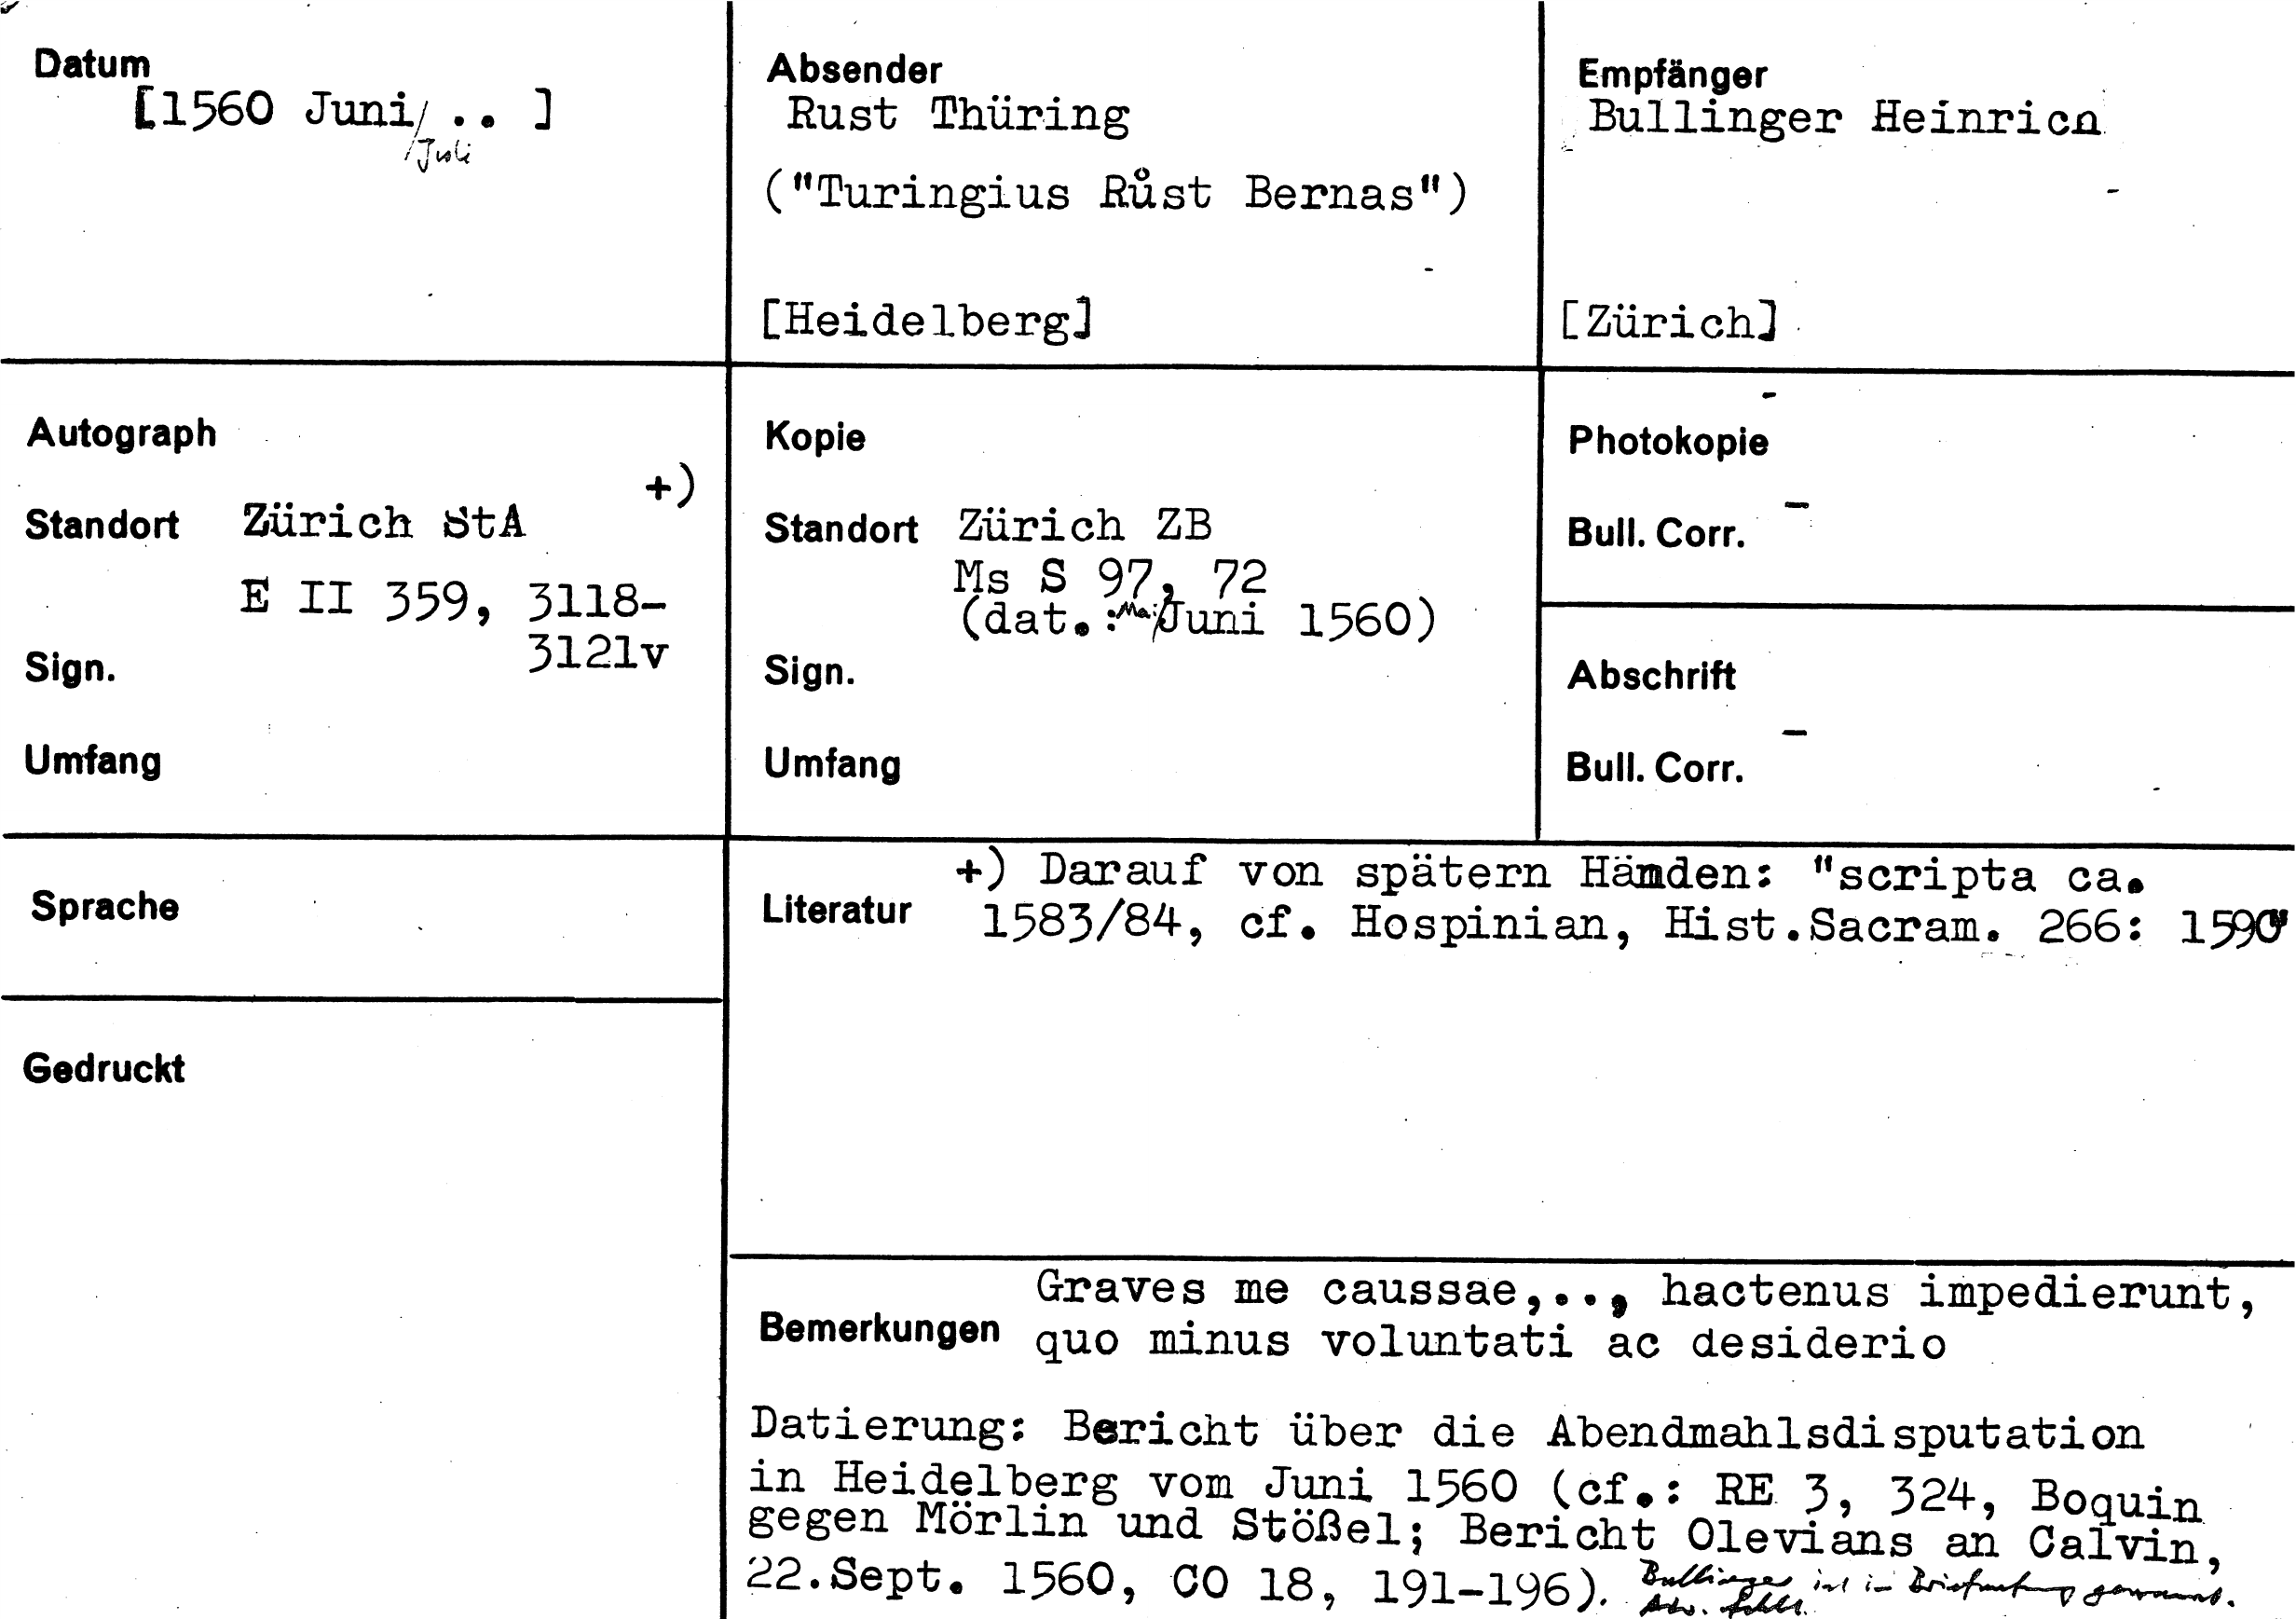 Datum
[1560 Juni/ .. ]
/Juli
Absender
Rust Thüring
("Turingius Růst Bernas")
[Heidelberg]
Empfänger
Bullinger Heinrich
[Zürich]
Autograph
+)
Standort Zürich StA
E II 359, 3118-
3121v
Sign.
Umfang
Kopie
Standort Zürich ZB
Ms S 97, 72
(dat.: Mai/Juni 1560)
Sign.
Umfang
-
Photokopie
-
Bull. Corr.
Abschrift
-
Bull. Corr.
Sprache
Gedruckt
+) Darauf von spätern Händen: "scripta ca.
Literatur 1583/84, cf. Hospinian, Hist.Sacram. 266: 1590"
Graves me caussae,.., hactenus impedierunt,
Bemerkungen quo minus voluntati ac desiderio
Datierung: Bericht über die Abendmahlsdisputation
in Heidelberg vom Juni 1560 (cf.: RE 3, 324, Boquin
gegen Mörlin und Stößel; Bericht Olevians an Calvin,
22.Sept. 1560, CO 18, 191-196). Bullinger ist in Briefanfang genannt.
Adr. fehlt.